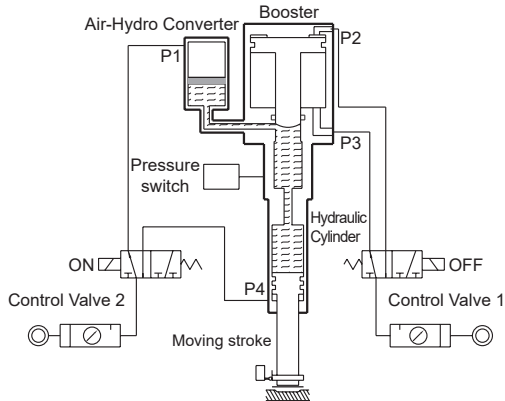 Booster
Air-Hydro Converter
P1
P2
P3
Pressure
switch
Hydraulic
Cylinder
ON
OFF
P4
Control Valve 2
Control Valve 1
Moving stroke